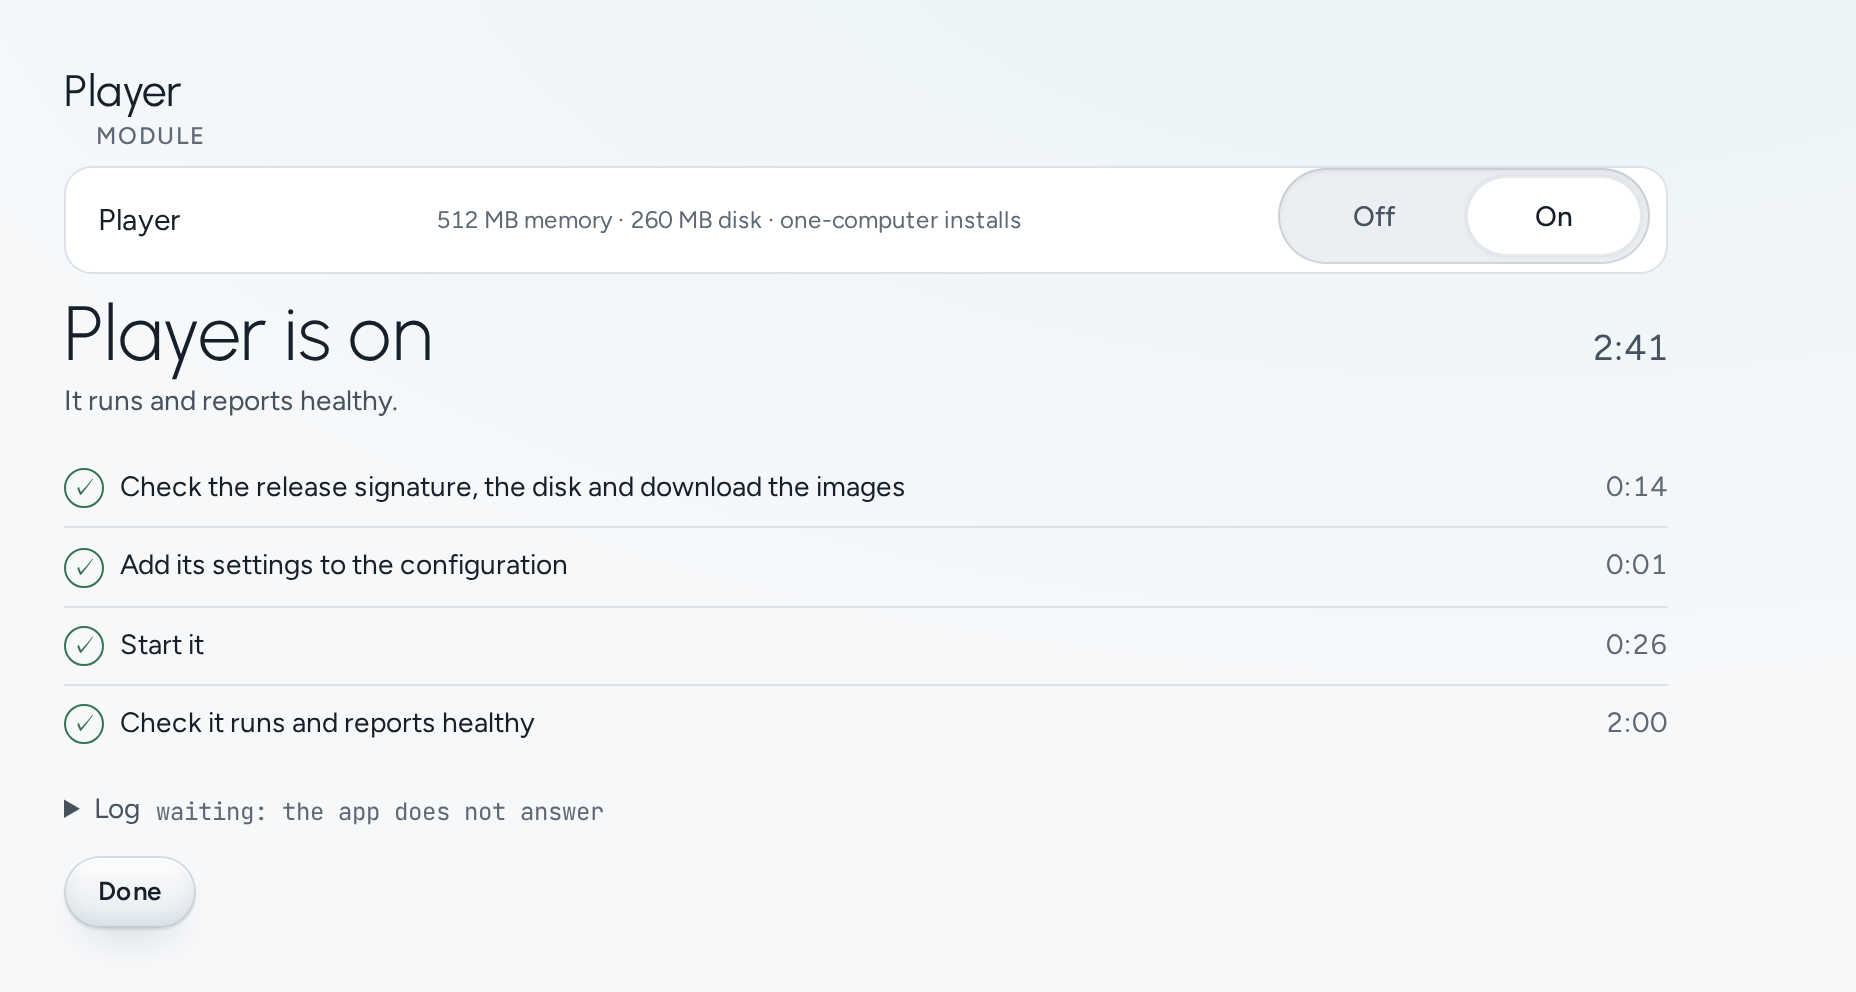 Player
MODULE
Player 512 MB memory · 260 MB disk · one-computer installs Off On
Player is on 2:41
It runs and reports healthy.
✓ Check the release signature, the disk and download the images 0:14
✓ Add its settings to the configuration 0:01
✓ Start it 0:26
✓ Check it runs and reports healthy 2:00
▶ Log waiting: the app does not answer
Done